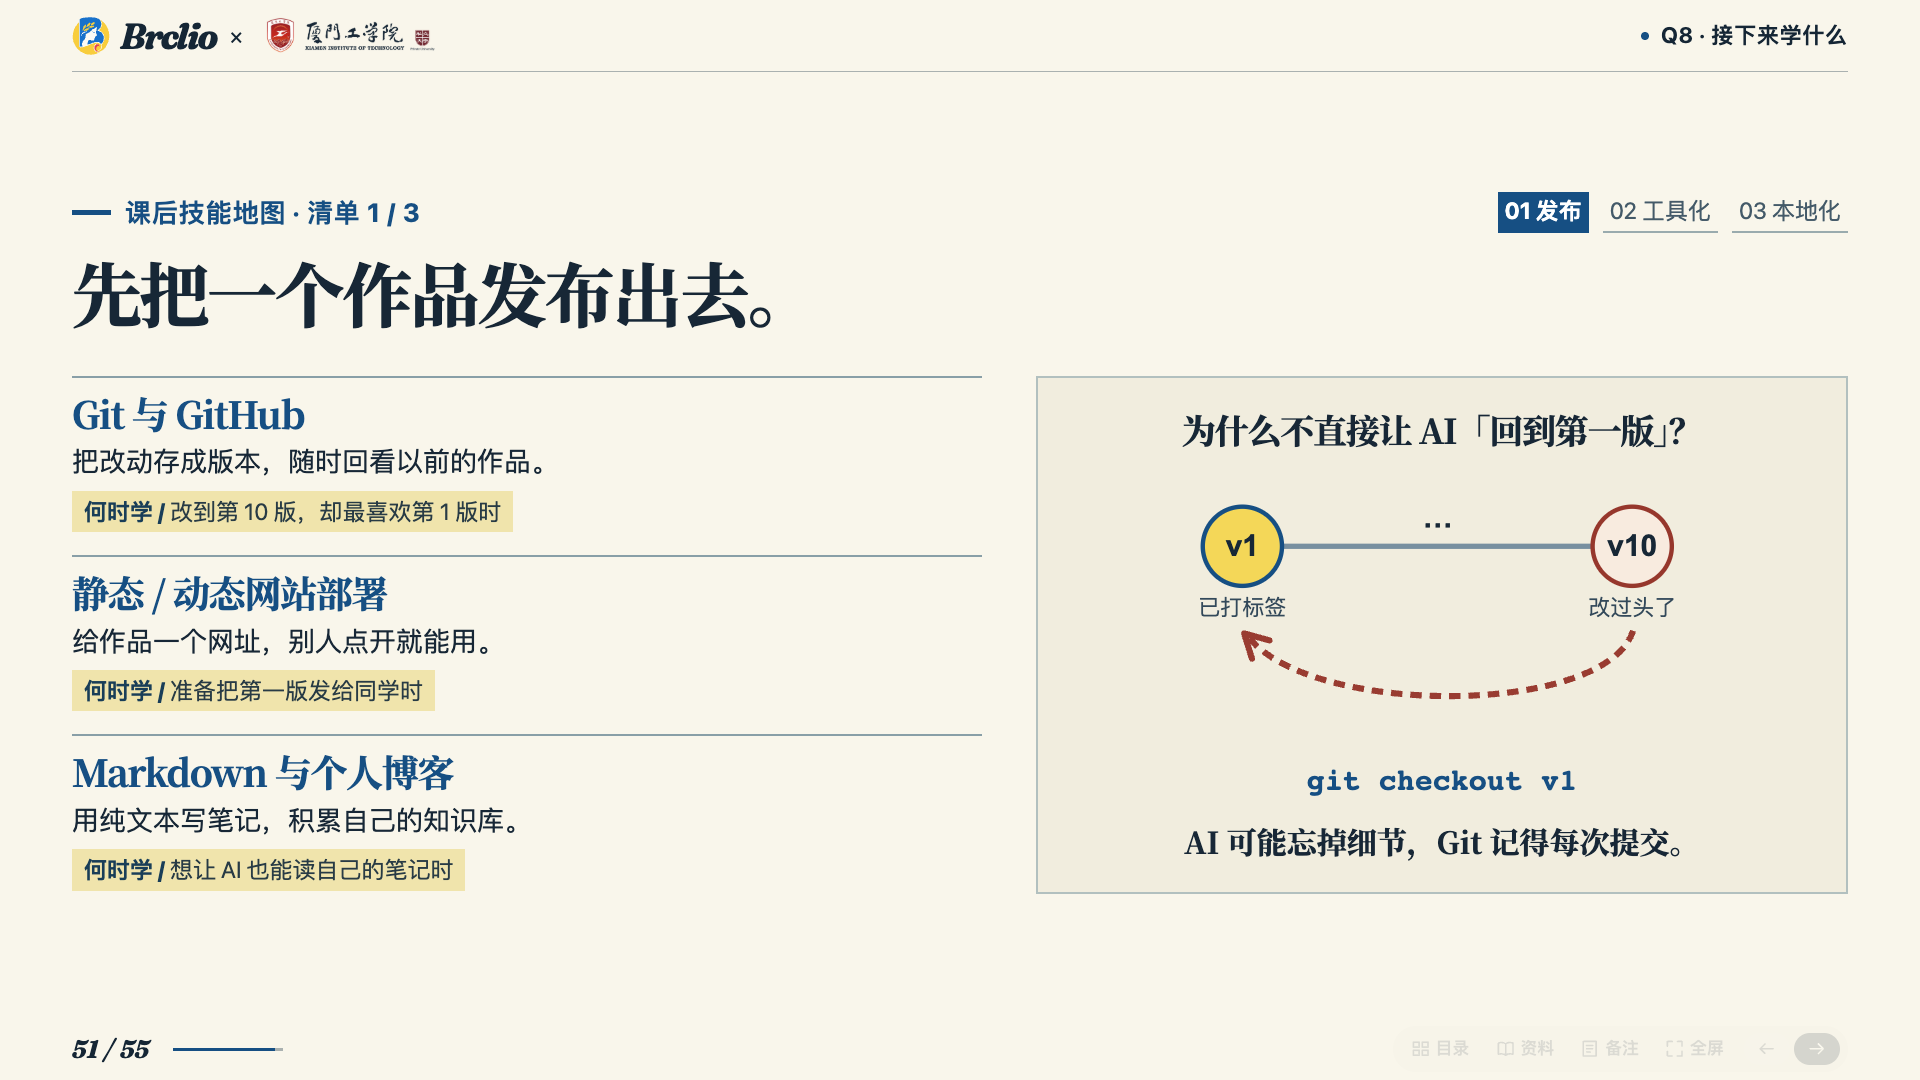 Brclio × 厦門工学院
XIAMEN INSTITUTE OF TECHNOLOGY
Q8 · 接下来学什么
课后技能地图 · 清单 1 / 3
01 发布
02 工具化
03 本地化
先把一个作品发布出去。
Git 与 GitHub
把改动存成版本，随时回看以前的作品。
何时学 / 改到第 10 版，却最喜欢第 1 版时
静态 / 动态网站部署
给作品一个网址，别人点开就能用。
何时学 / 准备把第一版发给同学时
Markdown 与个人博客
用纯文本写笔记，积累自己的知识库。
何时学 / 想让 AI 也能读自己的笔记时
为什么不直接让 AI「回到第一版」？
v1
...
v10
已打标签
改过头了
git checkout v1
AI 可能忘掉细节，Git 记得每次提交。
51 / 55
目录
资料
备注
全屏
← →